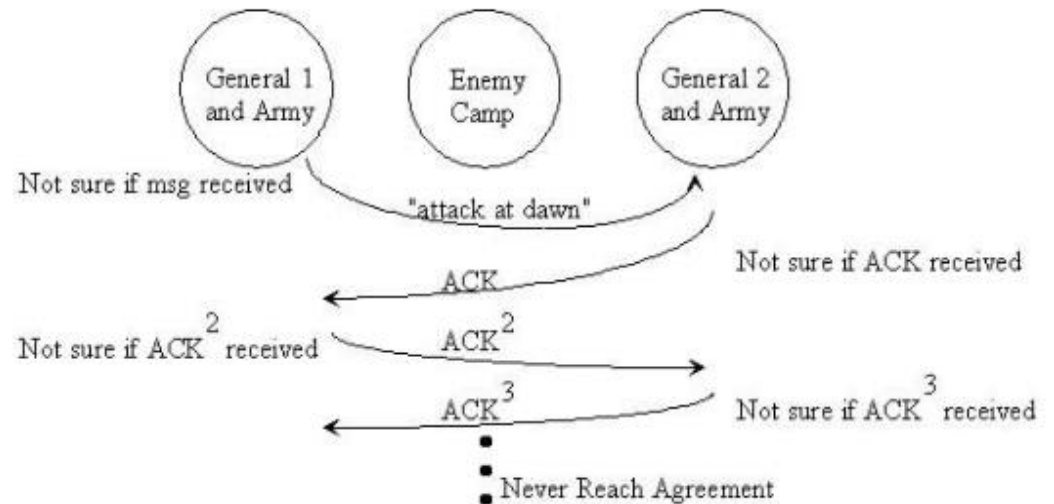 General 1
and Army
Enemy
Camp
General 2
and Army
Not sure if msg received
"attack at dawn"
Not sure if ACK received
ACK
Not sure if ACK² received
ACK²
ACK³
Not sure if ACK³ received
Never Reach Agreement